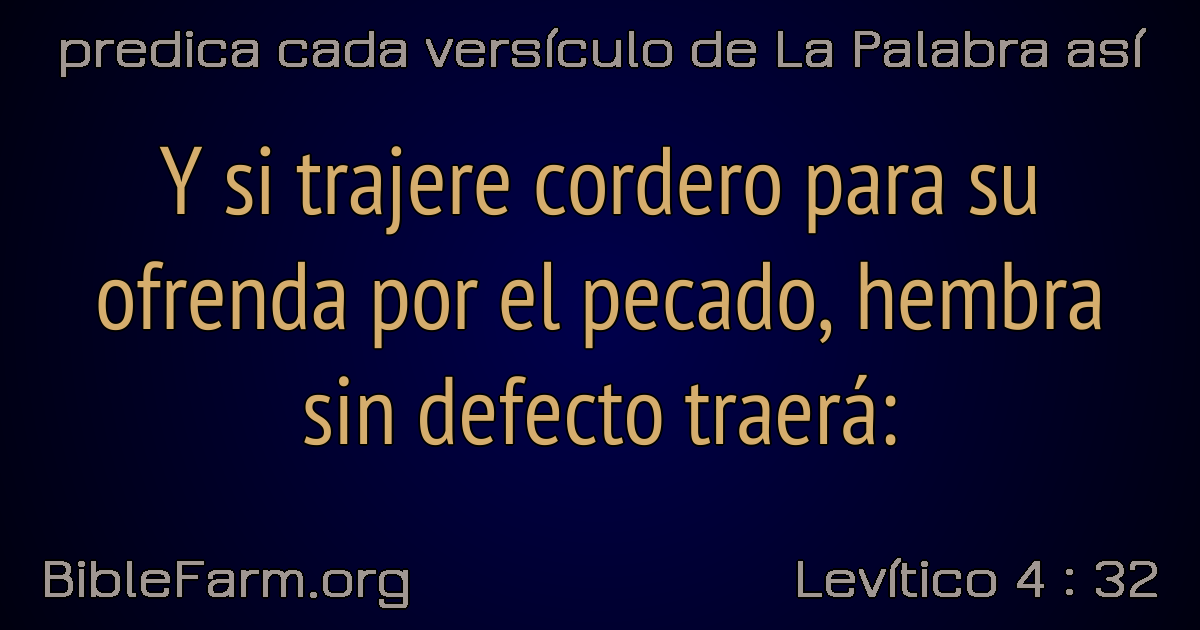 predica cada versículo de La Palabra así
Y si trajere cordero para su
ofrenda por el pecado, hembra
sin defecto traerá:
BibleFarm.org
Levítico 4 : 32